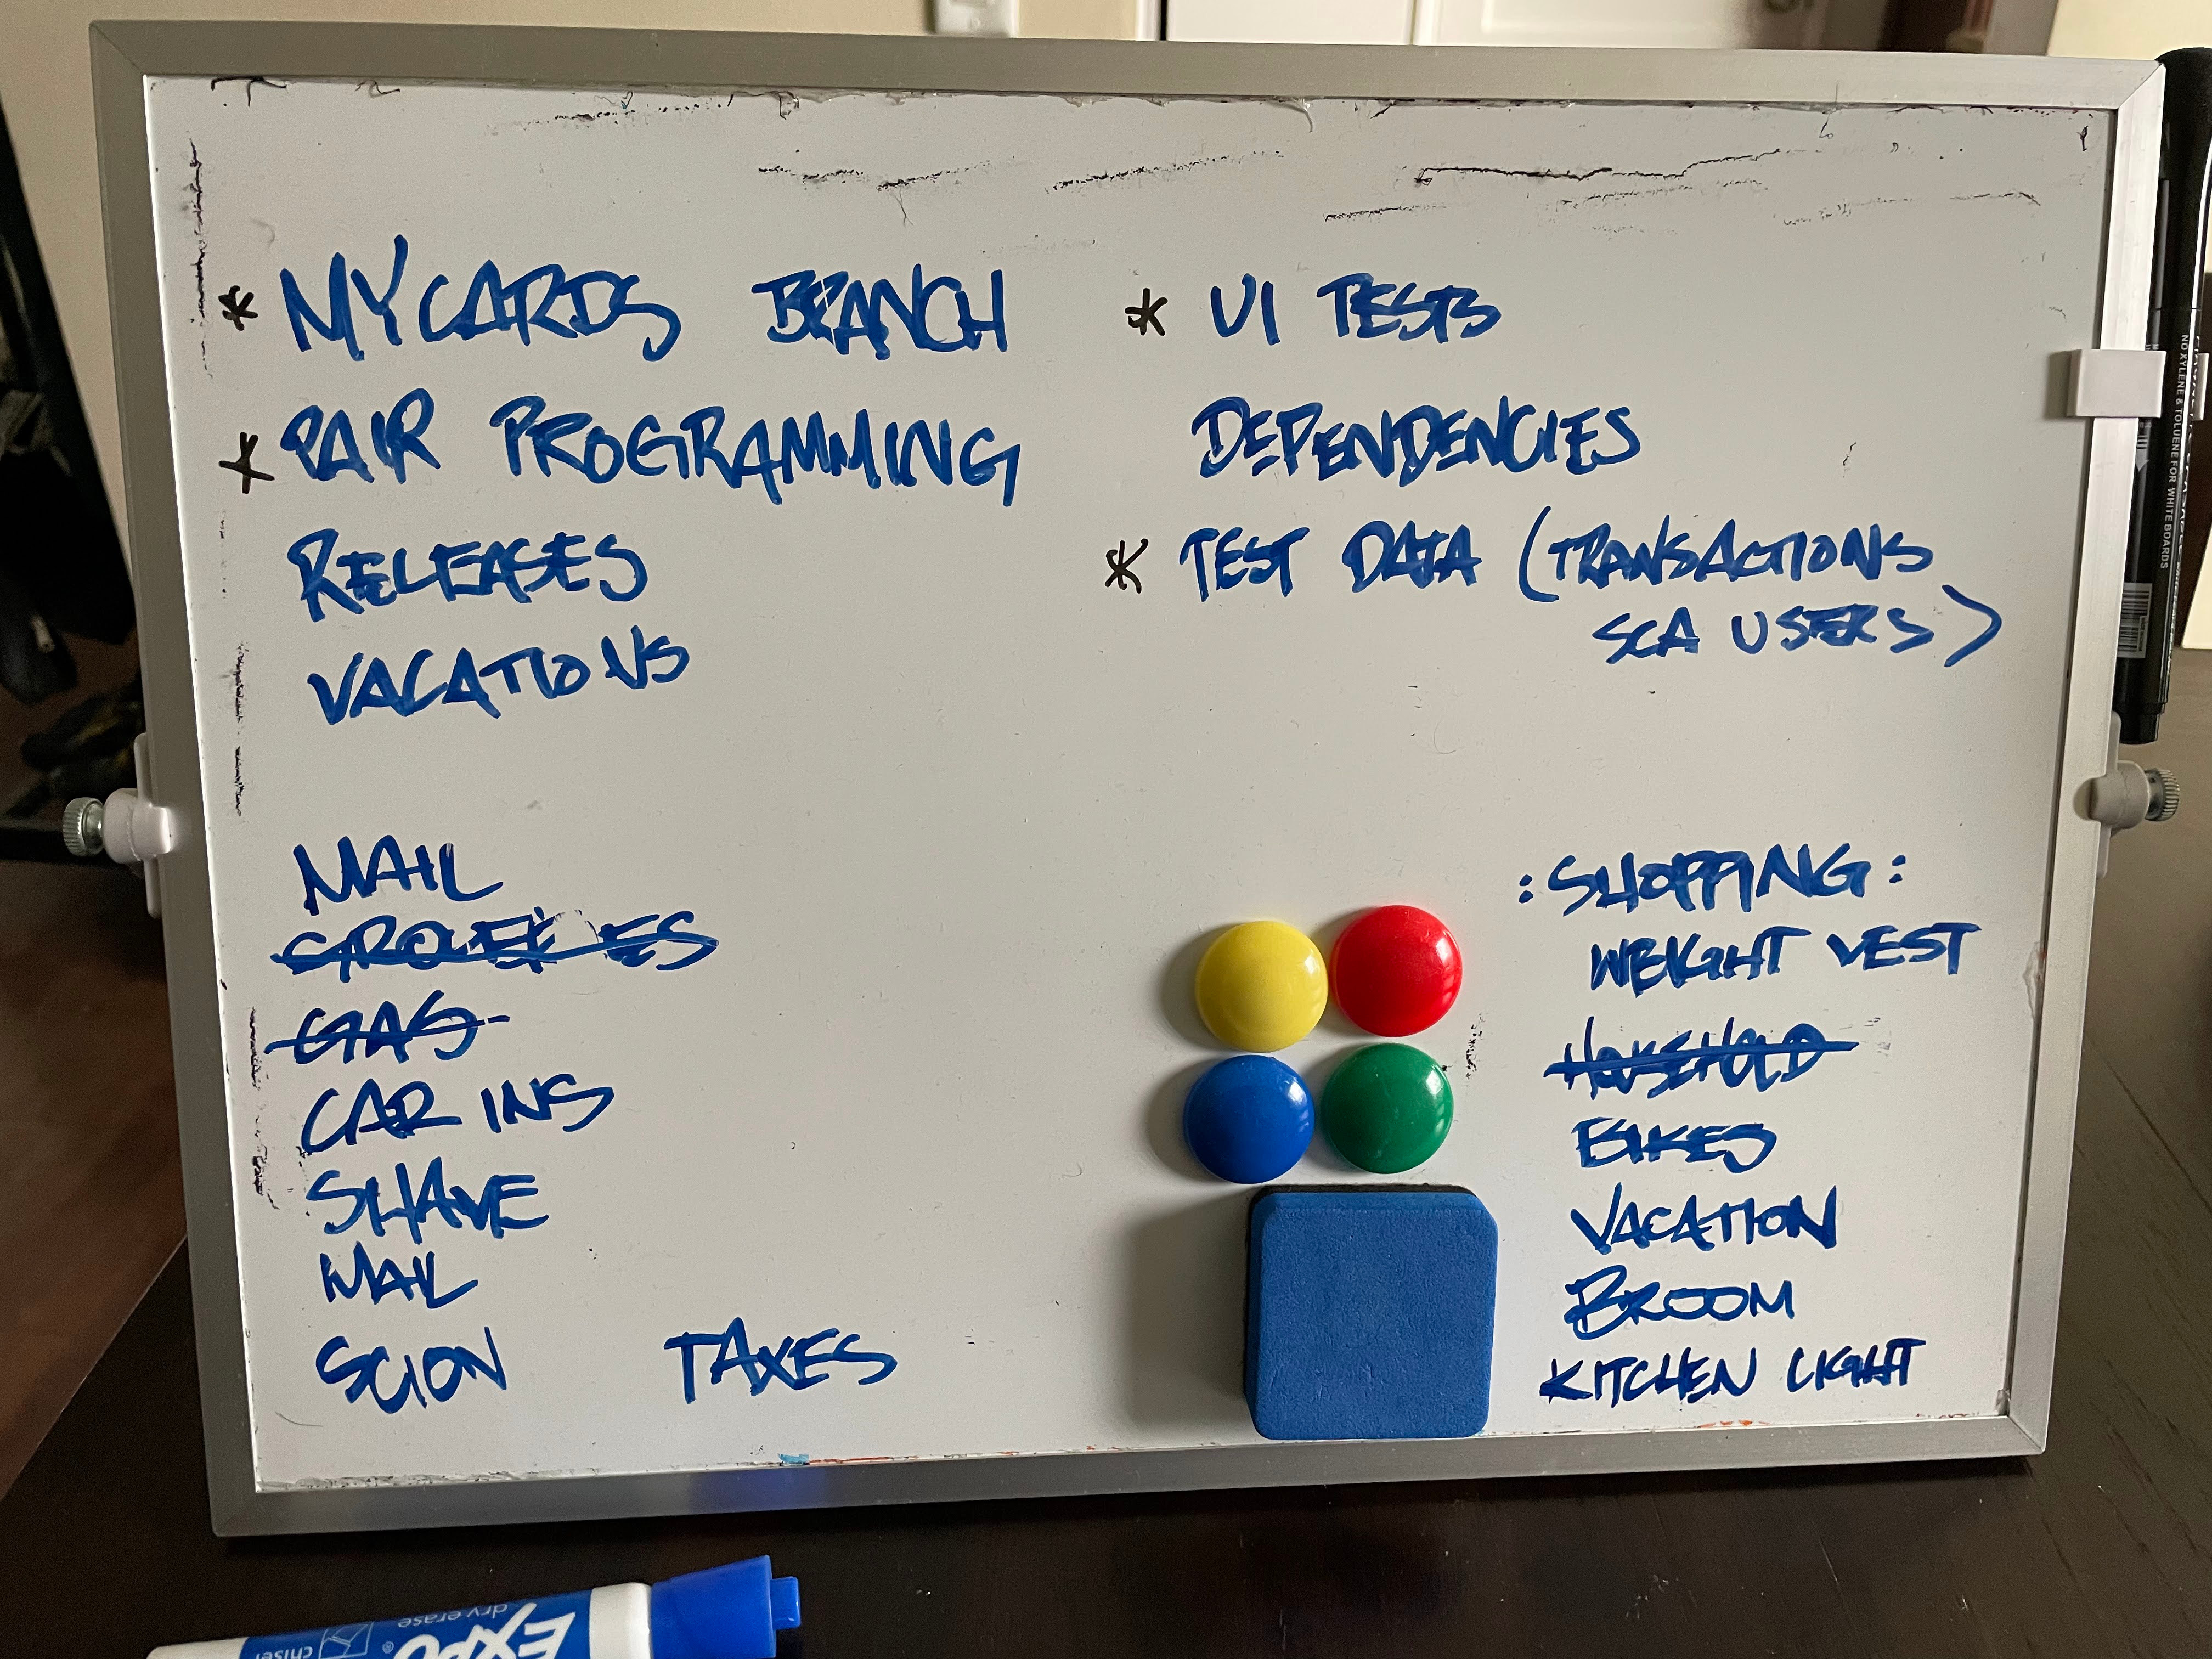 * MYCARDS BRANCH
* PAIR PROGRAMMING
RELEASES
VACATIONS
* UI TESTS
DEPENDENCIES
* TEST DATA (TRANSACTIONS
SCA USERS)
MAIL
GROCERIES
GAS
CAR INS
SHAVE
MAIL
SCION TAXES
: SHOPPING :
WEIGHT VEST
HOUSEHOLD
BIKES
VACATION
BROOM
KITCHEN LIGHT
NO XYLENE & TOLUENE FOR WHITE BOARDS
EXPO®
dry erase
chisel